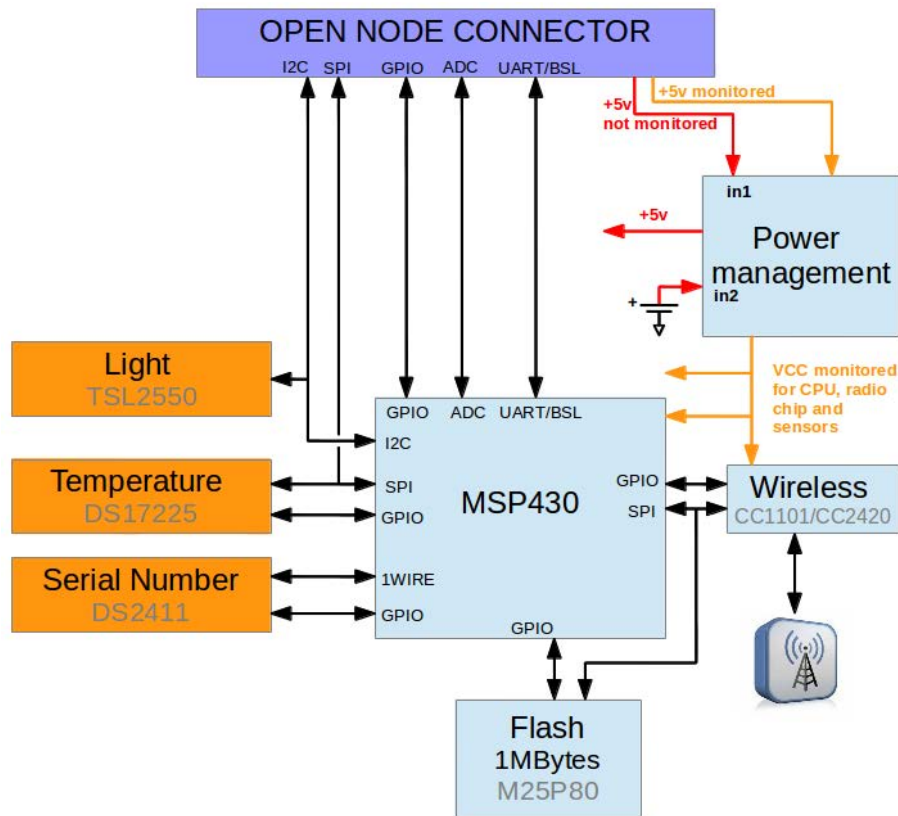 OPEN NODE CONNECTOR
I2C SPI GPIO ADC UART/BSL
+5v monitored
+5v
not monitored
in1
+5v
Power
management
in2
+
Light
TSL2550
VCC monitored
for CPU, radio
chip and
sensors
GPIO ADC UART/BSL
I2C
Temperature
DS17225
SPI
GPIO
MSP430
GPIO
SPI
Wireless
CC1101/CC2420
Serial Number
DS2411
1WIRE
GPIO
GPIO
Flash
1MBytes
M25P80